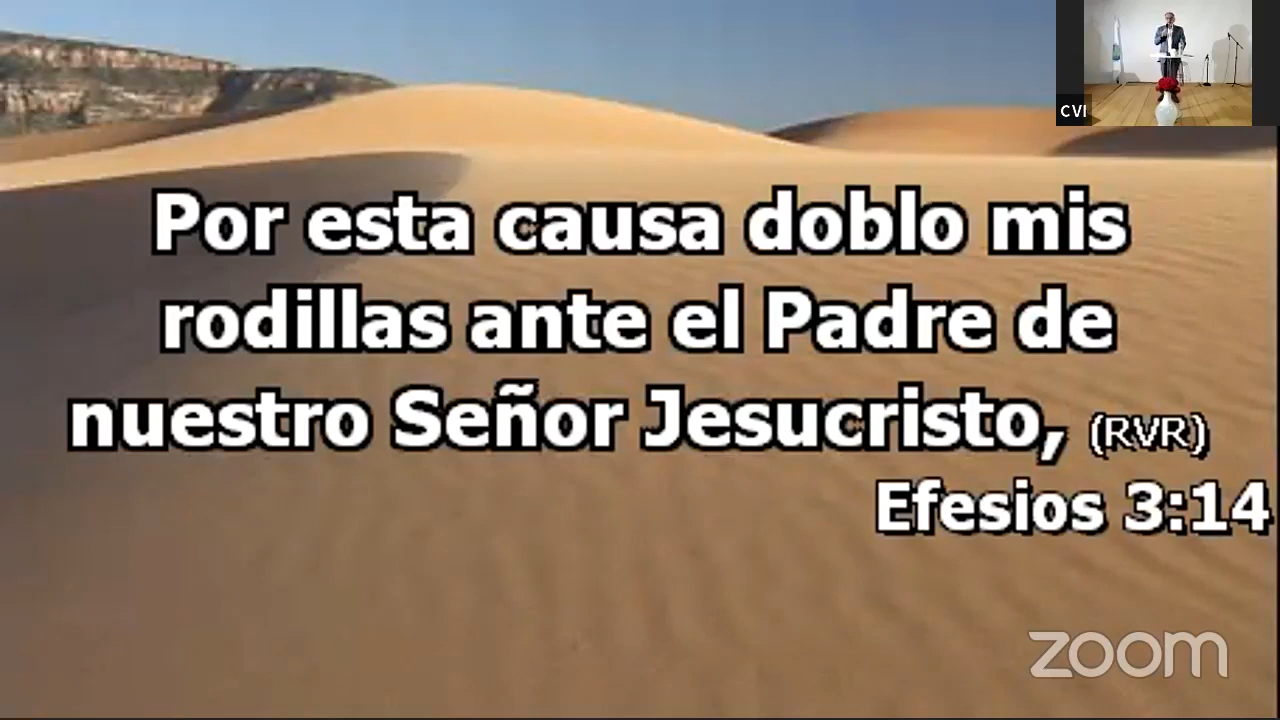 CVI
Por esta causa doblo mis
rodillas ante el Padre de
nuestro Señor Jesucristo, (RVR)
Efesios 3:14
zoom